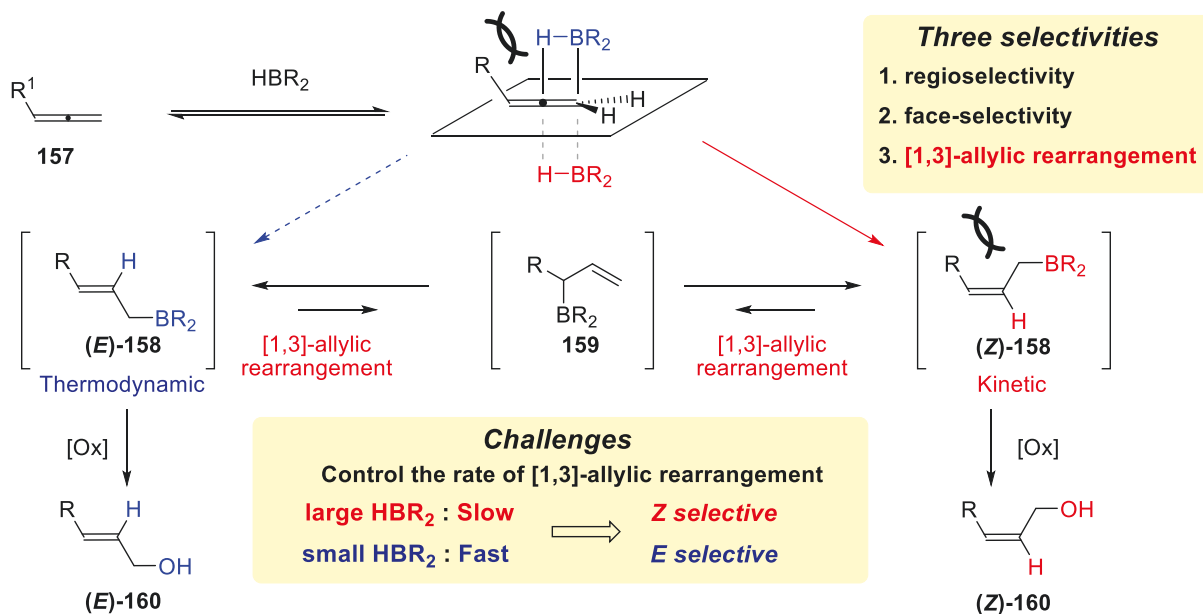 R1
157
HBR2
H–BR2
R
H
H
H–BR2
Three selectivities
1. regioselectivity
2. face-selectivity
3. [1,3]-allylic rearrangement
R
H
BR2
(E)-158
Thermodynamic
[1,3]-allylic
rearrangement
R
BR2
159
[1,3]-allylic
rearrangement
R
BR2
H
(Z)-158
Kinetic
[Ox]
R
H
OH
(E)-160
Challenges
Control the rate of [1,3]-allylic rearrangement
large HBR2 : Slow
Z selective
small HBR2 : Fast
E selective
[Ox]
R
OH
H
(Z)-160